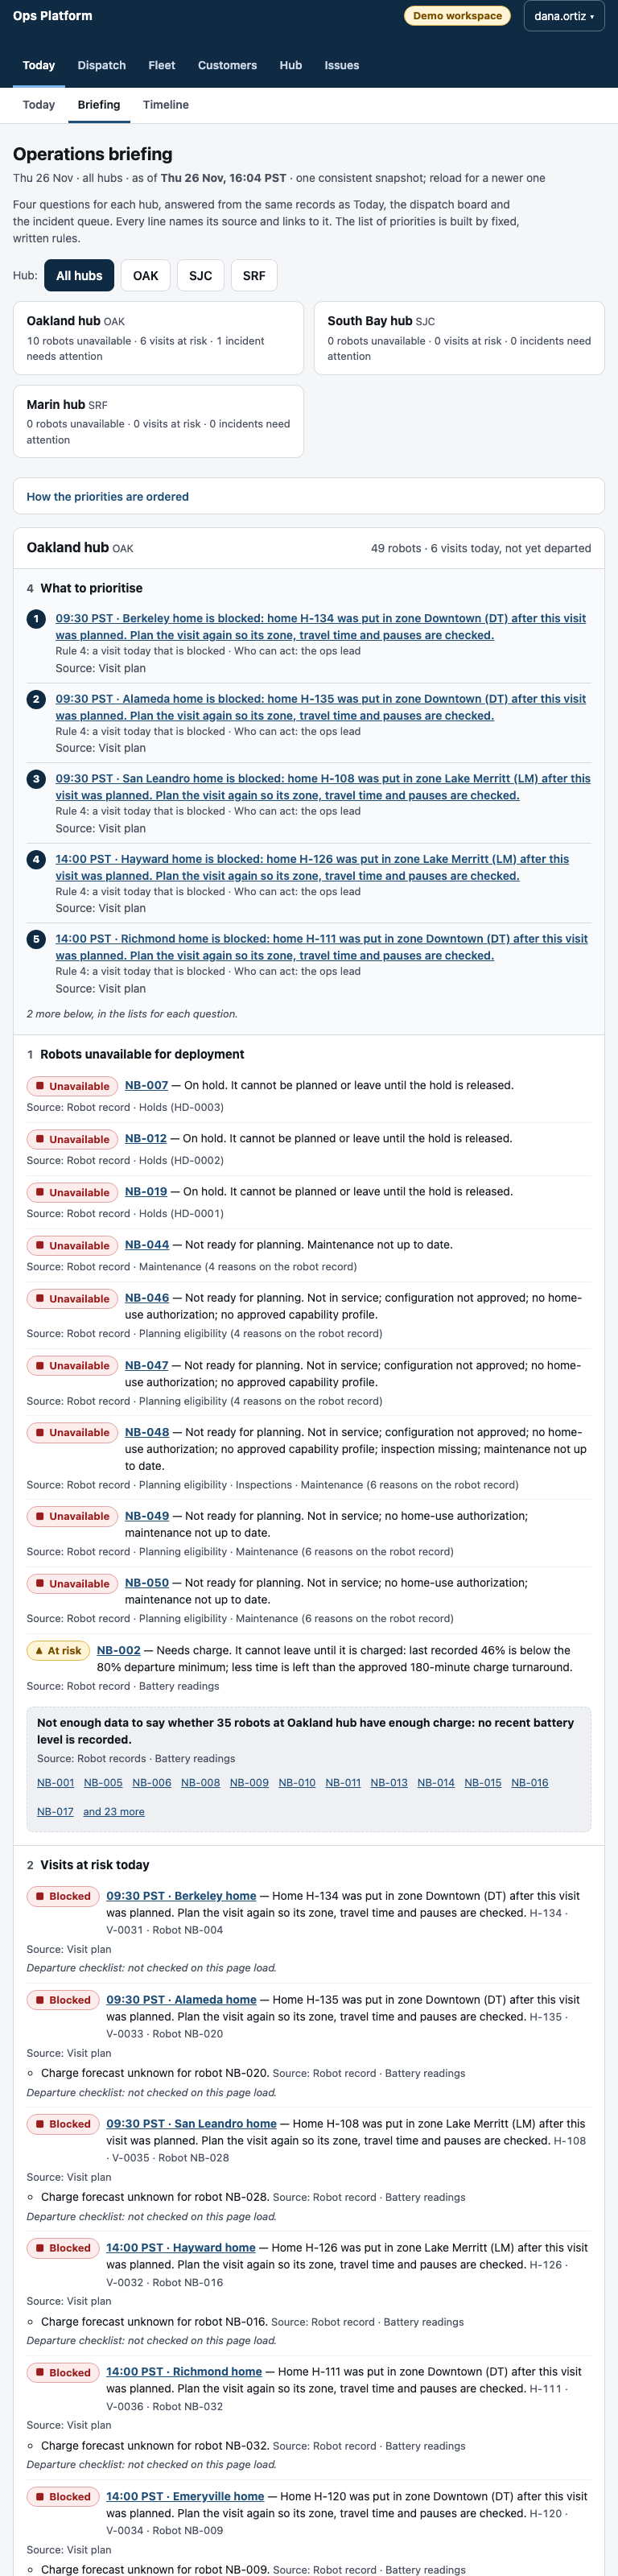 Ops Platform
Demo workspace
dana.ortiz ▾
Today Dispatch Fleet Customers Hub Issues
Today Briefing Timeline
Operations briefing
Thu 26 Nov · all hubs · as of Thu 26 Nov, 16:04 PST · one consistent snapshot; reload for a newer one
Four questions for each hub, answered from the same records as Today, the dispatch board and
the incident queue. Every line names its source and links to it. The list of priorities is built by fixed,
written rules.
Hub: All hubs OAK SJC SRF
Oakland hub OAK
10 robots unavailable · 6 visits at risk · 1 incident
needs attention
South Bay hub SJC
0 robots unavailable · 0 visits at risk · 0 incidents need
attention
Marin hub SRF
0 robots unavailable · 0 visits at risk · 0 incidents need
attention
How the priorities are ordered
Oakland hub OAK
49 robots · 6 visits today, not yet departed
4 What to prioritise
1 09:30 PST · Berkeley home is blocked: home H-134 was put in zone Downtown (DT) after this visit
was planned. Plan the visit again so its zone, travel time and pauses are checked.
Rule 4: a visit today that is blocked · Who can act: the ops lead
Source: Visit plan
2 09:30 PST · Alameda home is blocked: home H-135 was put in zone Downtown (DT) after this visit
was planned. Plan the visit again so its zone, travel time and pauses are checked.
Rule 4: a visit today that is blocked · Who can act: the ops lead
Source: Visit plan
3 09:30 PST · San Leandro home is blocked: home H-108 was put in zone Lake Merritt (LM) after this
visit was planned. Plan the visit again so its zone, travel time and pauses are checked.
Rule 4: a visit today that is blocked · Who can act: the ops lead
Source: Visit plan
4 14:00 PST · Hayward home is blocked: home H-126 was put in zone Lake Merritt (LM) after this
visit was planned. Plan the visit again so its zone, travel time and pauses are checked.
Rule 4: a visit today that is blocked · Who can act: the ops lead
Source: Visit plan
5 14:00 PST · Richmond home is blocked: home H-111 was put in zone Downtown (DT) after this visit
was planned. Plan the visit again so its zone, travel time and pauses are checked.
Rule 4: a visit today that is blocked · Who can act: the ops lead
Source: Visit plan
2 more below, in the lists for each question.
1 Robots unavailable for deployment
Unavailable NB-007 — On hold. It cannot be planned or leave until the hold is released.
Source: Robot record · Holds (HD-0003)
Unavailable NB-012 — On hold. It cannot be planned or leave until the hold is released.
Source: Robot record · Holds (HD-0002)
Unavailable NB-019 — On hold. It cannot be planned or leave until the hold is released.
Source: Robot record · Holds (HD-0001)
Unavailable NB-044 — Not ready for planning. Maintenance not up to date.
Source: Robot record · Maintenance (4 reasons on the robot record)
Unavailable NB-046 — Not ready for planning. Not in service; configuration not approved; no home-
use authorization; no approved capability profile.
Source: Robot record · Planning eligibility (4 reasons on the robot record)
Unavailable NB-047 — Not ready for planning. Not in service; configuration not approved; no home-
use authorization; no approved capability profile.
Source: Robot record · Planning eligibility (4 reasons on the robot record)
Unavailable NB-048 — Not ready for planning. Not in service; configuration not approved; no home-
use authorization; no approved capability profile; inspection missing; maintenance not up
to date.
Source: Robot record · Planning eligibility · Inspections · Maintenance (6 reasons on the robot record)
Unavailable NB-049 — Not ready for planning. Not in service; no home-use authorization;
maintenance not up to date.
Source: Robot record · Planning eligibility · Maintenance (6 reasons on the robot record)
Unavailable NB-050 — Not ready for planning. Not in service; no home-use authorization;
maintenance not up to date.
Source: Robot record · Planning eligibility · Maintenance (6 reasons on the robot record)
At risk NB-002 — Needs charge. It cannot leave until it is charged: last recorded 46% is below the
80% departure minimum; less time is left than the approved 180-minute charge turnaround.
Source: Robot record · Battery readings
Not enough data to say whether 35 robots at Oakland hub have enough charge: no recent battery
level is recorded.
Source: Robot records · Battery readings
NB-001 NB-005 NB-006 NB-008 NB-009 NB-010 NB-011 NB-013 NB-014 NB-015 NB-016
NB-017 and 23 more
2 Visits at risk today
Blocked 09:30 PST · Berkeley home — Home H-134 was put in zone Downtown (DT) after this visit
was planned. Plan the visit again so its zone, travel time and pauses are checked. H-134 ·
V-0031 · Robot NB-004
Source: Visit plan
Departure checklist: not checked on this page load.
Blocked 09:30 PST · Alameda home — Home H-135 was put in zone Downtown (DT) after this visit
was planned. Plan the visit again so its zone, travel time and pauses are checked. H-135 ·
V-0033 · Robot NB-020
Source: Visit plan
Charge forecast unknown for robot NB-020. Source: Robot record · Battery readings
Departure checklist: not checked on this page load.
Blocked 09:30 PST · San Leandro home — Home H-108 was put in zone Lake Merritt (LM) after this
visit was planned. Plan the visit again so its zone, travel time and pauses are checked. H-108
· V-0035 · Robot NB-028
Source: Visit plan
Charge forecast unknown for robot NB-028. Source: Robot record · Battery readings
Departure checklist: not checked on this page load.
Blocked 14:00 PST · Hayward home — Home H-126 was put in zone Lake Merritt (LM) after this visit
was planned. Plan the visit again so its zone, travel time and pauses are checked. H-126 ·
V-0032 · Robot NB-016
Source: Visit plan
Charge forecast unknown for robot NB-016. Source: Robot record · Battery readings
Departure checklist: not checked on this page load.
Blocked 14:00 PST · Richmond home — Home H-111 was put in zone Downtown (DT) after this visit
was planned. Plan the visit again so its zone, travel time and pauses are checked. H-111 ·
V-0036 · Robot NB-032
Source: Visit plan
Charge forecast unknown for robot NB-032. Source: Robot record · Battery readings
Departure checklist: not checked on this page load.
Blocked 14:00 PST · Emeryville home — Home H-120 was put in zone Downtown (DT) after this visit
was planned. Plan the visit again so its zone, travel time and pauses are checked. H-120 ·
V-0034 · Robot NB-009
Source: Visit plan
Charge forecast unknown for robot NB-009. Source: Robot record · Battery readings